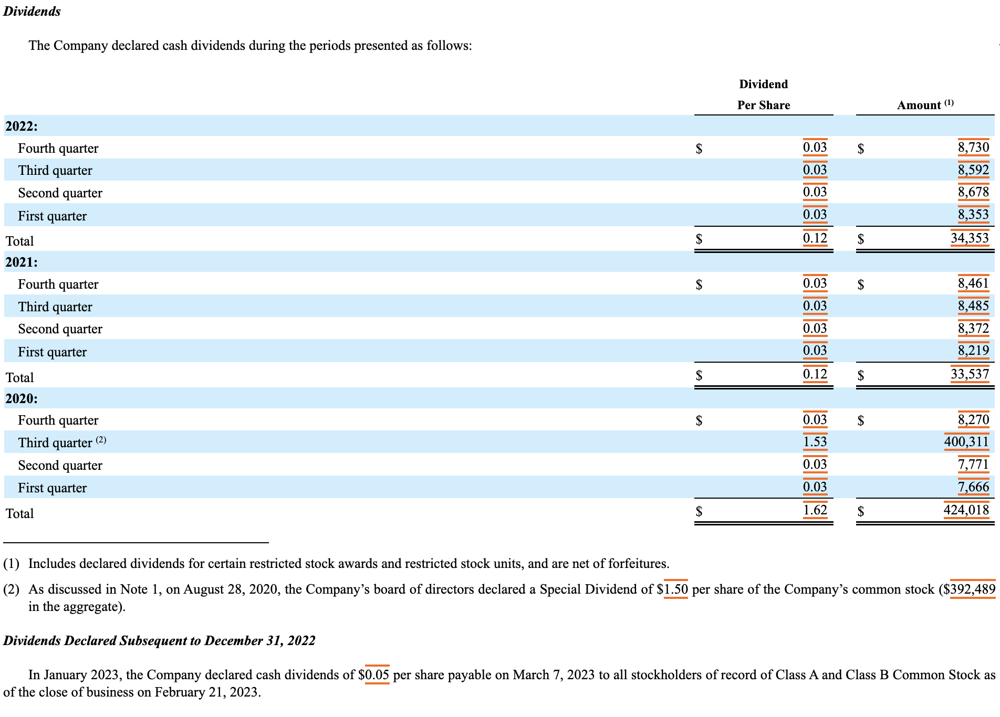 Dividends
The Company declared cash dividends during the periods presented as follows:
Dividend
Per Share Amount (1)
2022:
Fourth quarter $ 0.03 $ 8,730
Third quarter 0.03 8,592
Second quarter 0.03 8,678
First quarter 0.03 8,353
Total $ 0.12 $ 34,353
2021:
Fourth quarter $ 0.03 $ 8,461
Third quarter 0.03 8,485
Second quarter 0.03 8,372
First quarter 0.03 8,219
Total $ 0.12 $ 33,537
2020:
Fourth quarter $ 0.03 $ 8,270
Third quarter (2) 1.53 400,311
Second quarter 0.03 7,771
First quarter 0.03 7,666
Total $ 1.62 $ 424,018
(1) Includes declared dividends for certain restricted stock awards and restricted stock units, and are net of forfeitures.
(2) As discussed in Note 1, on August 28, 2020, the Company’s board of directors declared a Special Dividend of $1.50 per share of the Company’s common stock ($392,489
in the aggregate).
Dividends Declared Subsequent to December 31, 2022
In January 2023, the Company declared cash dividends of $0.05 per share payable on March 7, 2023 to all stockholders of record of Class A and Class B Common Stock as
of the close of business on February 21, 2023.